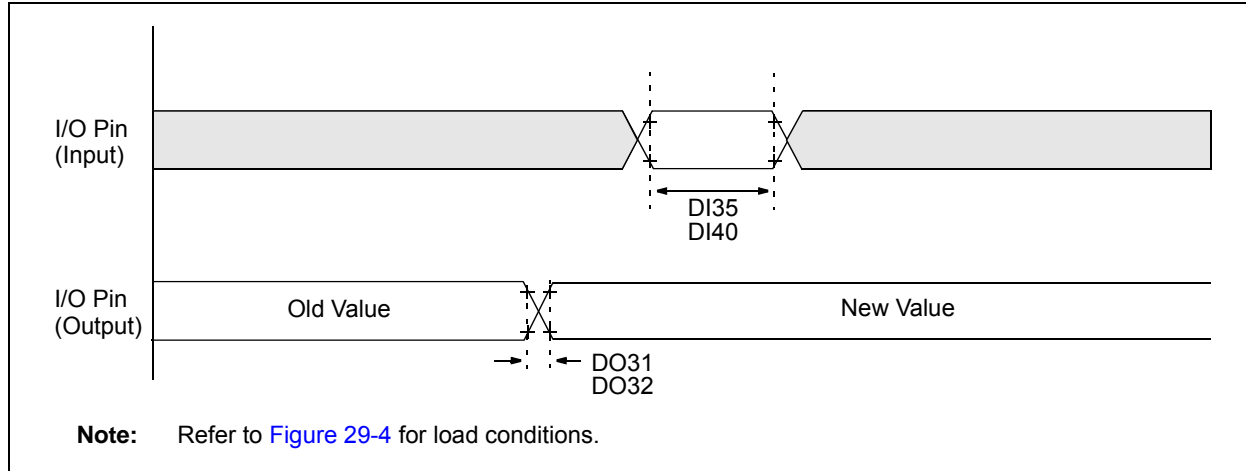 I/O Pin
(Input)
DI35
DI40
I/O Pin
(Output)
Old Value
New Value
DO31
DO32
Note: Refer to Figure 29-4 for load conditions.